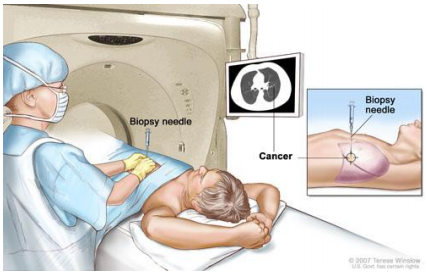 Biopsy needle
Biopsy
needle
Cancer
© 2007 Terese Winslow
U.S. Govt. has certain rights